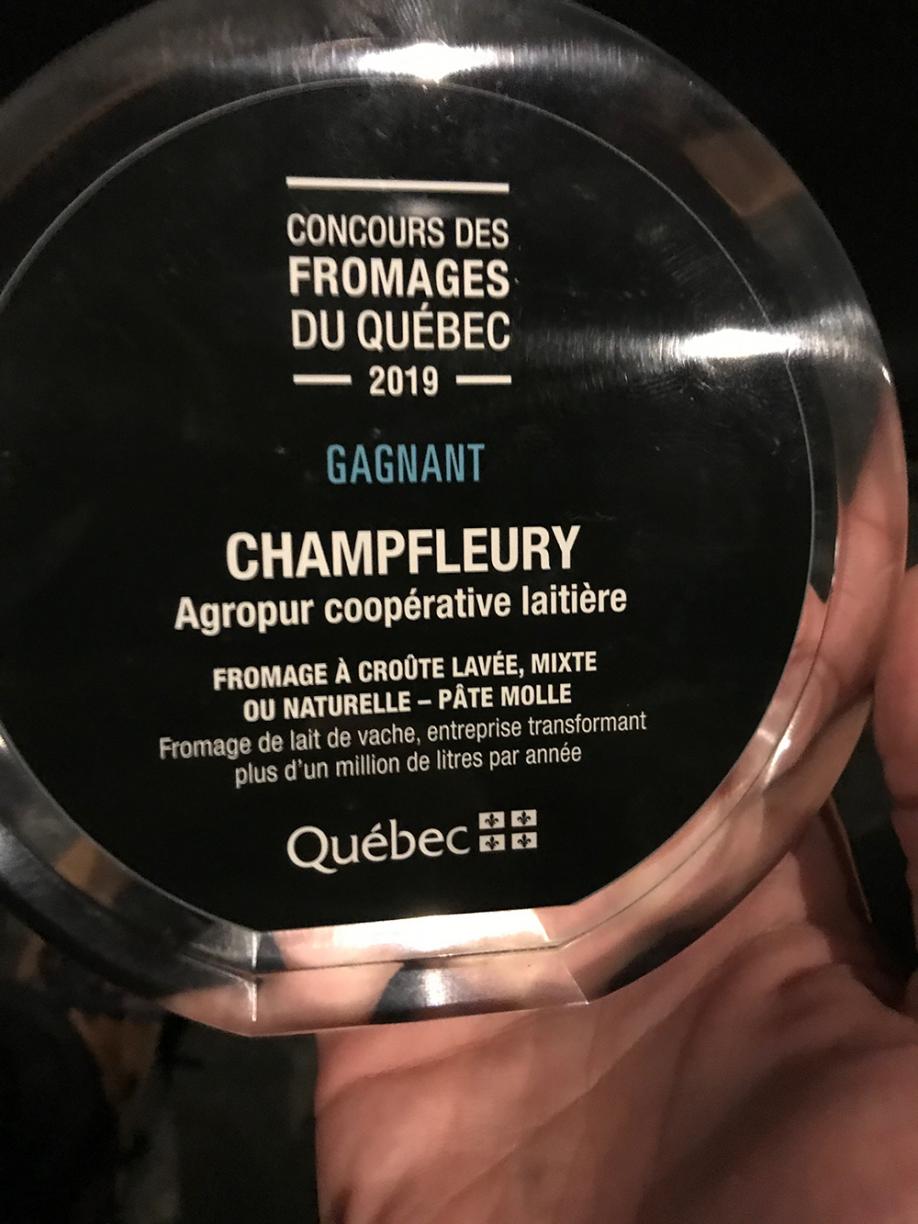 CONCOURS DES
FROMAGES
DU QUÉBEC
2019
GAGNANT
CHAMPFLEURY
Agropur coopérative laitière
FROMAGE À CROÛTE LAVÉE, MIXTE
OU NATURELLE – PÂTE MOLLE
Fromage de lait de vache, entreprise transformant
plus d'un million de litres par année
Québec